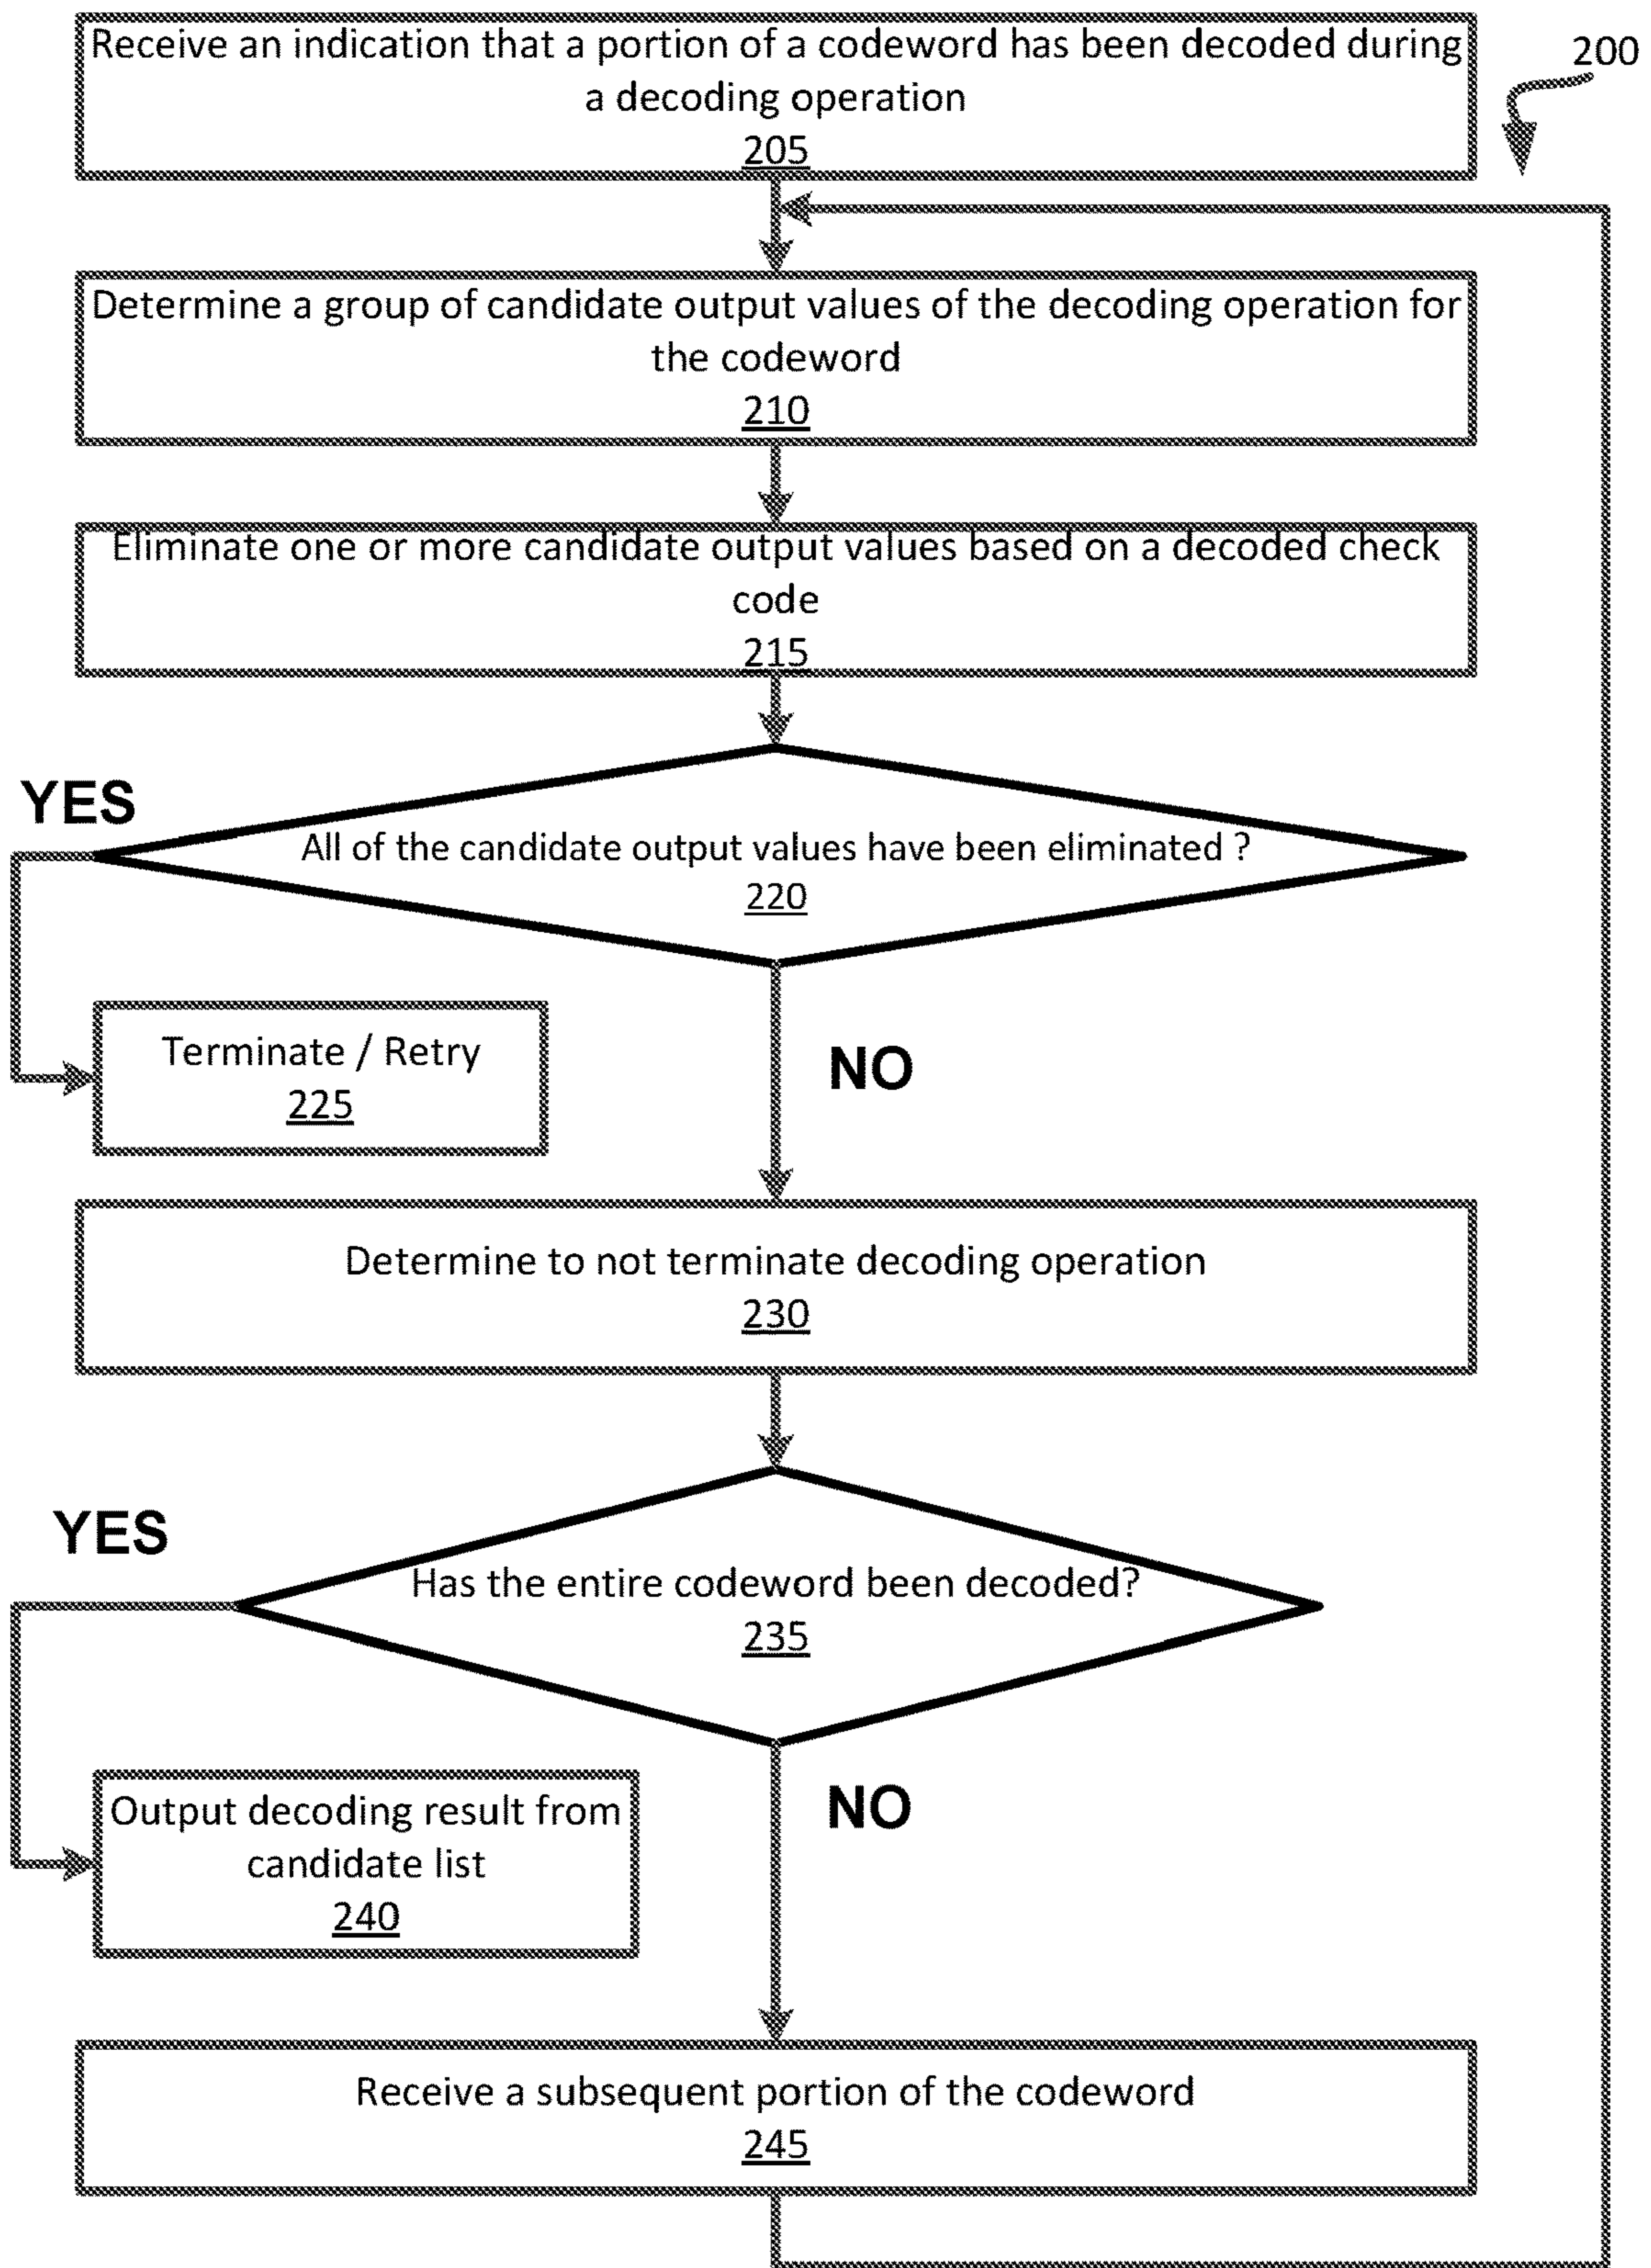 Receive an indication that a portion of a codeword has been decoded during
a decoding operation
205
200
Determine a group of candidate output values of the decoding operation for
the codeword
210
Eliminate one or more candidate output values based on a decoded check
code
215
YES
All of the candidate output values have been eliminated ?
220
Terminate / Retry
225
NO
Determine to not terminate decoding operation
230
YES
Has the entire codeword been decoded?
235
Output decoding result from
candidate list
240
NO
Receive a subsequent portion of the codeword
245